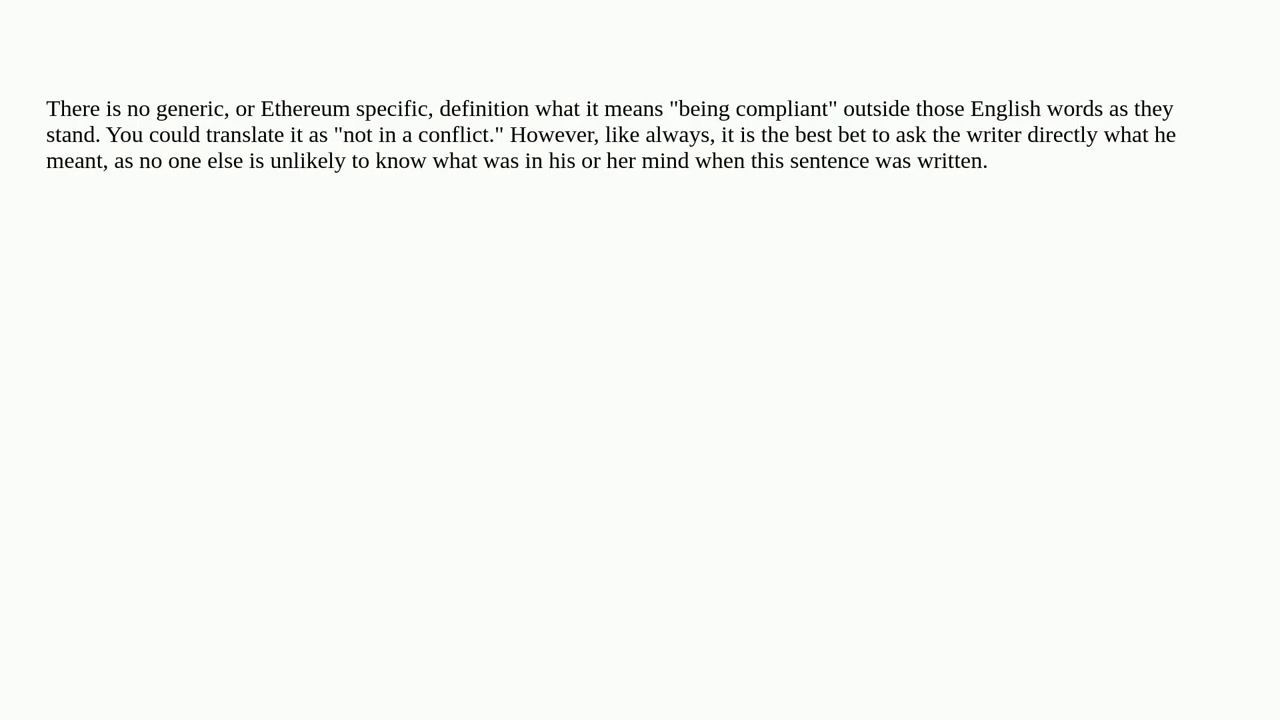 There is no generic, or Ethereum specific, definition what it means "being compliant" outside those English words as they
stand. You could translate it as "not in a conflict." However, like always, it is the best bet to ask the writer directly what he
meant, as no one else is unlikely to know what was in his or her mind when this sentence was written.